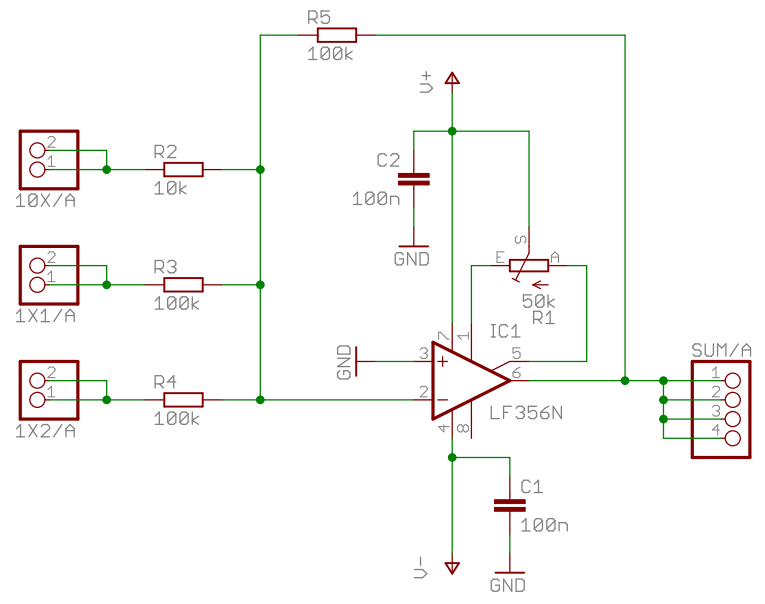 R5
100k
V+
2
1
R2
10k
10X/A
C2
100n
GND
S
E
A
50k
R1
2
1
R3
100k
1X1/A
7
1
IC1
GND
3
+
5
6
2
−
4
8
LF356N
2
1
R4
100k
1X2/A
SUM/A
1
2
3
4
C1
100n
V−
GND